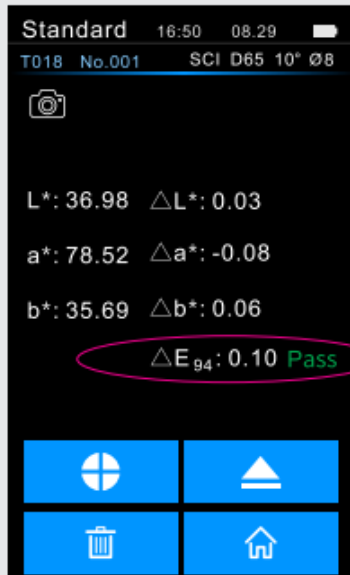 Standard 16:50 08.29
T018 No.001 SCI D65 10° Ø8
L*: 36.98 △L*: 0.03
a*: 78.52 △a*: -0.08
b*: 35.69 △b*: 0.06
△E₉₄: 0.10 Pass